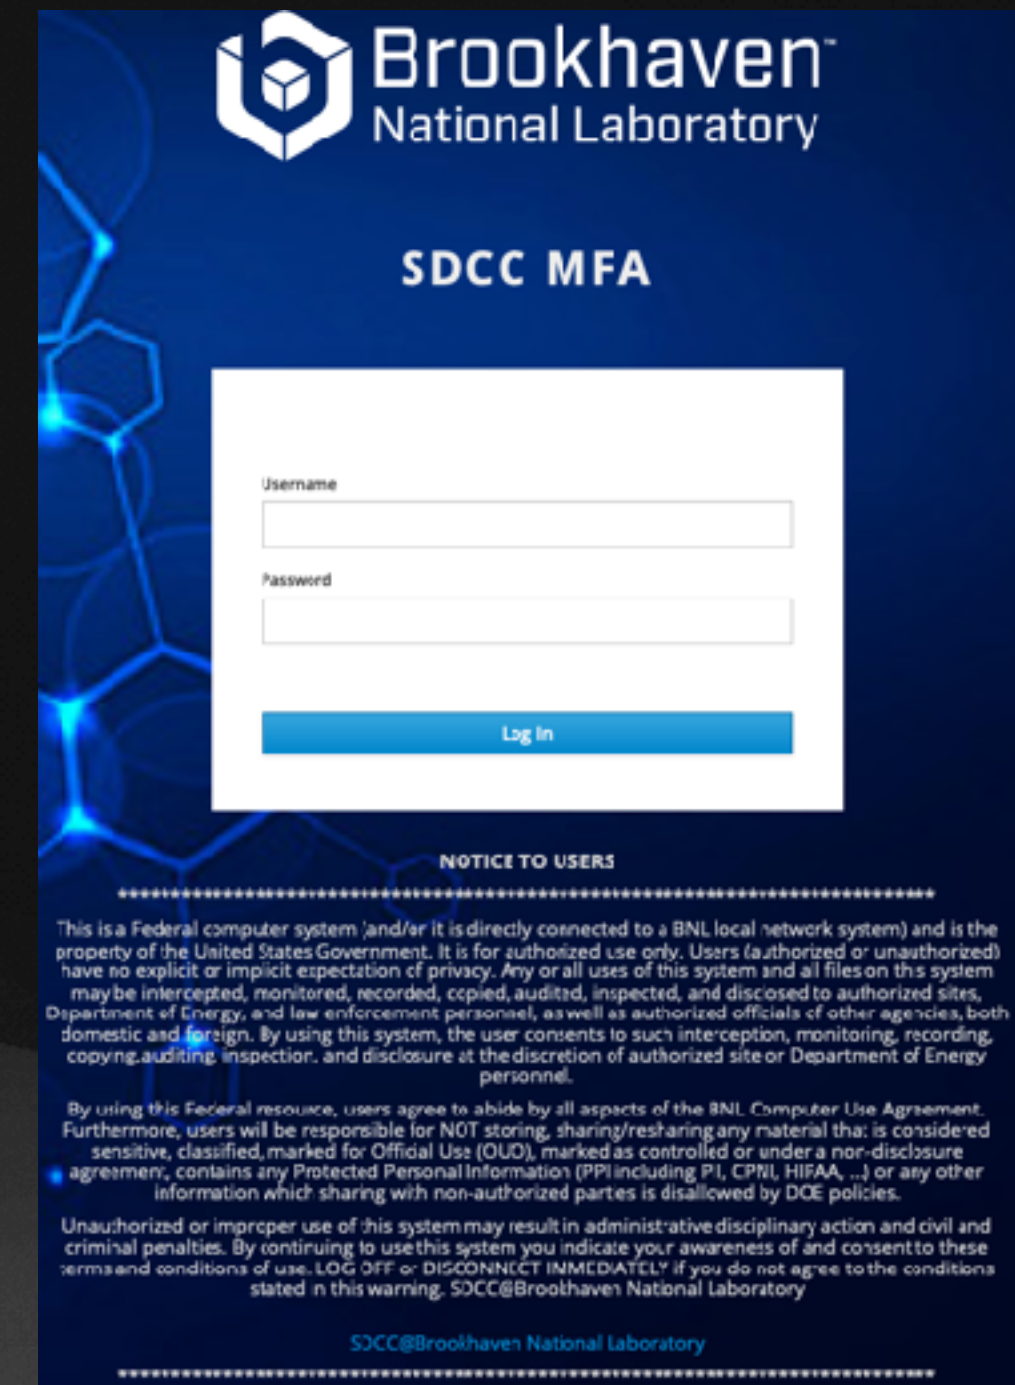 Brookhaven™
National Laboratory
SDCC MFA
Username
Password
Log In
NOTICE TO USERS
This is a Federal computer system (and/or it is directly connected to a BNL local network system) and is the
property of the United States Government. It is for authorized use only. Users (authorized or unauthorized)
have no explicit or implicit expectation of privacy. Any or all uses of this system and all files on this system
may be intercepted, monitored, recorded, copied, audited, inspected, and disclosed to authorized sites,
Department of Energy, and law enforcement personnel, as well as authorized officials of other agencies, both
domestic and foreign. By using this system, the user consents to such interception, monitoring, recording,
copying,auditing, inspection, and disclosure at the discretion of authorized site or Department of Energy
personnel.
By using this Federal resource, users agree to abide by all aspects of the BNL Computer Use Agreement.
Furthermore, users will be responsible for NOT storing, sharing/resharing any material that is considered
sensitive, classified, marked for Official Use (OUO), marked as controlled or under a non-disclosure
agreement, contains any Protected Personal Information (PPI including PI, CPNI, HIPAA, ...) or any other
information which sharing with non-authorized parties is disallowed by DOE policies.
Unauthorized or improper use of this system may result in administrative disciplinary action and civil and
criminal penalties. By continuing to use this system you indicate your awareness of and consent to these
terms and conditions of use. LOG OFF or DISCONNECT IMMEDIATELY if you do not agree to the conditions
stated in this warning. SDCC@Brookhaven National Laboratory
SDCC@Brookhaven National Laboratory